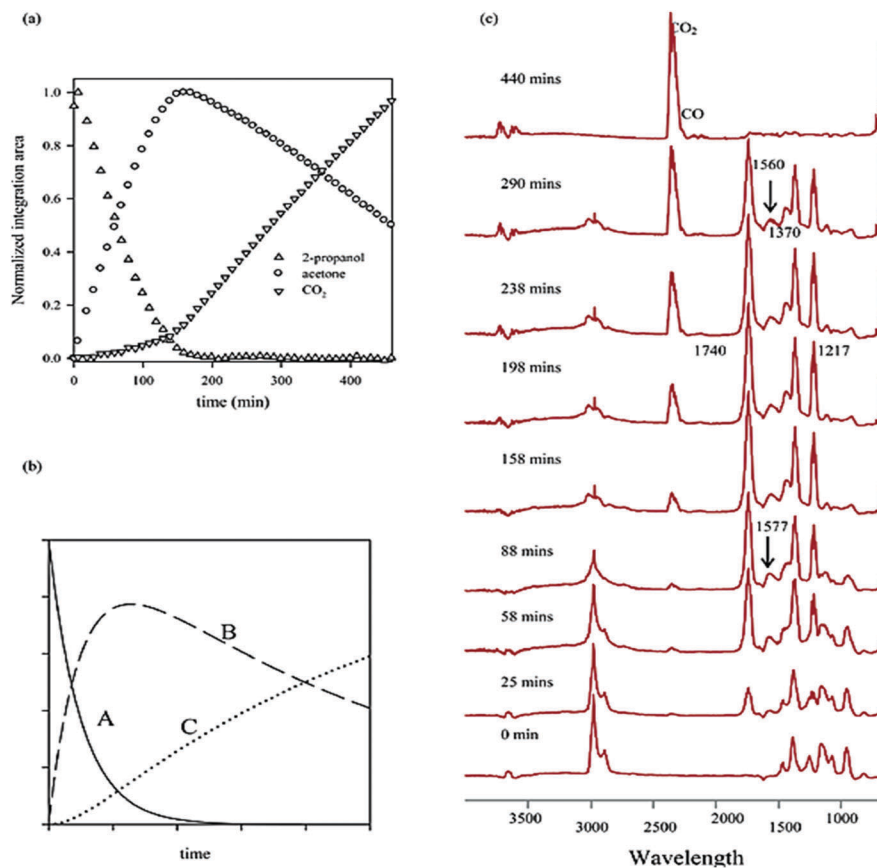 (a)
Normalized integration area
1.0
0.8
0.6
0.4
0.2
0.0
2-propanol
acetone
CO₂
0
100
200
300
400
time (min)
(b)
A
B
C
time
(c)
CO₂
440 mins
CO
1560
290 mins
1370
238 mins
1740
1217
198 mins
158 mins
1577
88 mins
58 mins
25 mins
0 min
3500
3000
2500
2000
1500
1000
Wavelength